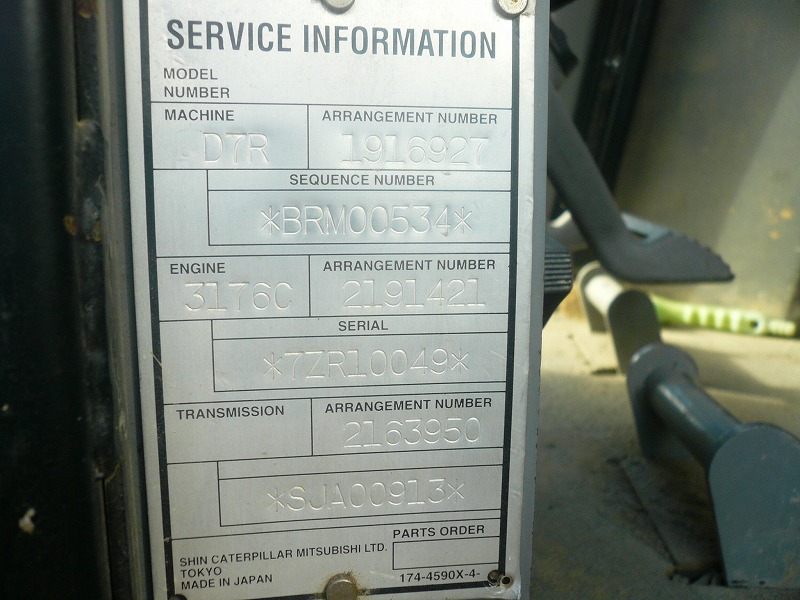 SERVICE INFORMATION
MODEL
NUMBER
MACHINE
D7R
ARRANGEMENT NUMBER
1916927
SEQUENCE NUMBER
*BRM00534*
ENGINE
3176C
ARRANGEMENT NUMBER
2191421
SERIAL
*7ZR10049*
TRANSMISSION
ARRANGEMENT NUMBER
2163950
*SJA00913*
PARTS ORDER
SHIN CATERPILLAR MITSUBISHI LTD.
TOKYO
MADE IN JAPAN
174-4590X-4-